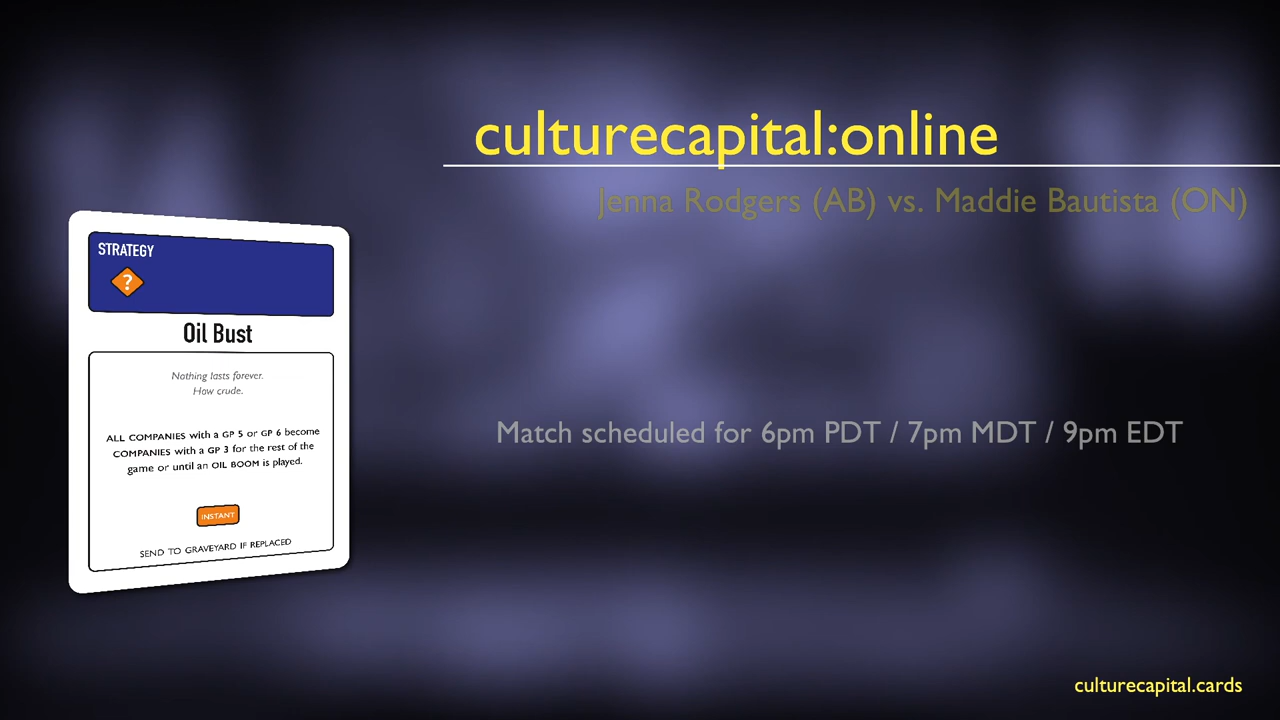 culturecapital:online
Jenna Rodgers (AB) vs. Maddie Bautista (ON)
STRATEGY
?
Oil Bust
Nothing lasts forever.
How crude.
ALL COMPANIES with a GP 5 or GP 6 become
COMPANIES with a GP 3 for the rest of the
game or until an OIL BOOM is played.
INSTANT
SEND TO GRAVEYARD IF REPLACED
Match scheduled for 6pm PDT / 7pm MDT / 9pm EDT
culturecapital.cards